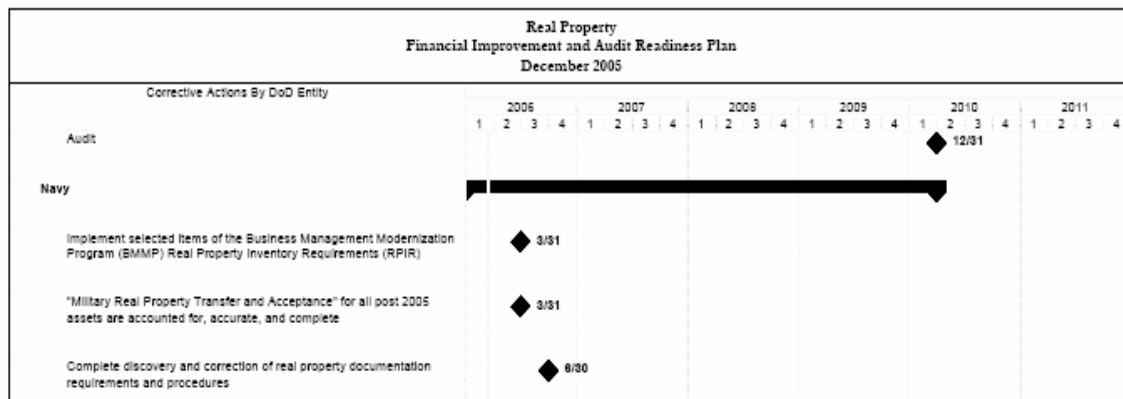 Real Property
Financial Improvement and Audit Readiness Plan
December 2005
Corrective Actions By DoD Entity
2006 2007 2008 2009 2010 2011
1 2 3 4 1 2 3 4 1 2 3 4 1 2 3 4 1 2 3 4 1 2 3 4
Audit
12/31
Navy
Implement selected items of the Business Management Modernization
Program (BMMP) Real Property Inventory Requirements (RPIR)
3/31
"Military Real Property Transfer and Acceptance" for all post 2005
assets are accounted for, accurate, and complete
3/31
Complete discovery and correction of real property documentation
requirements and procedures
6/30